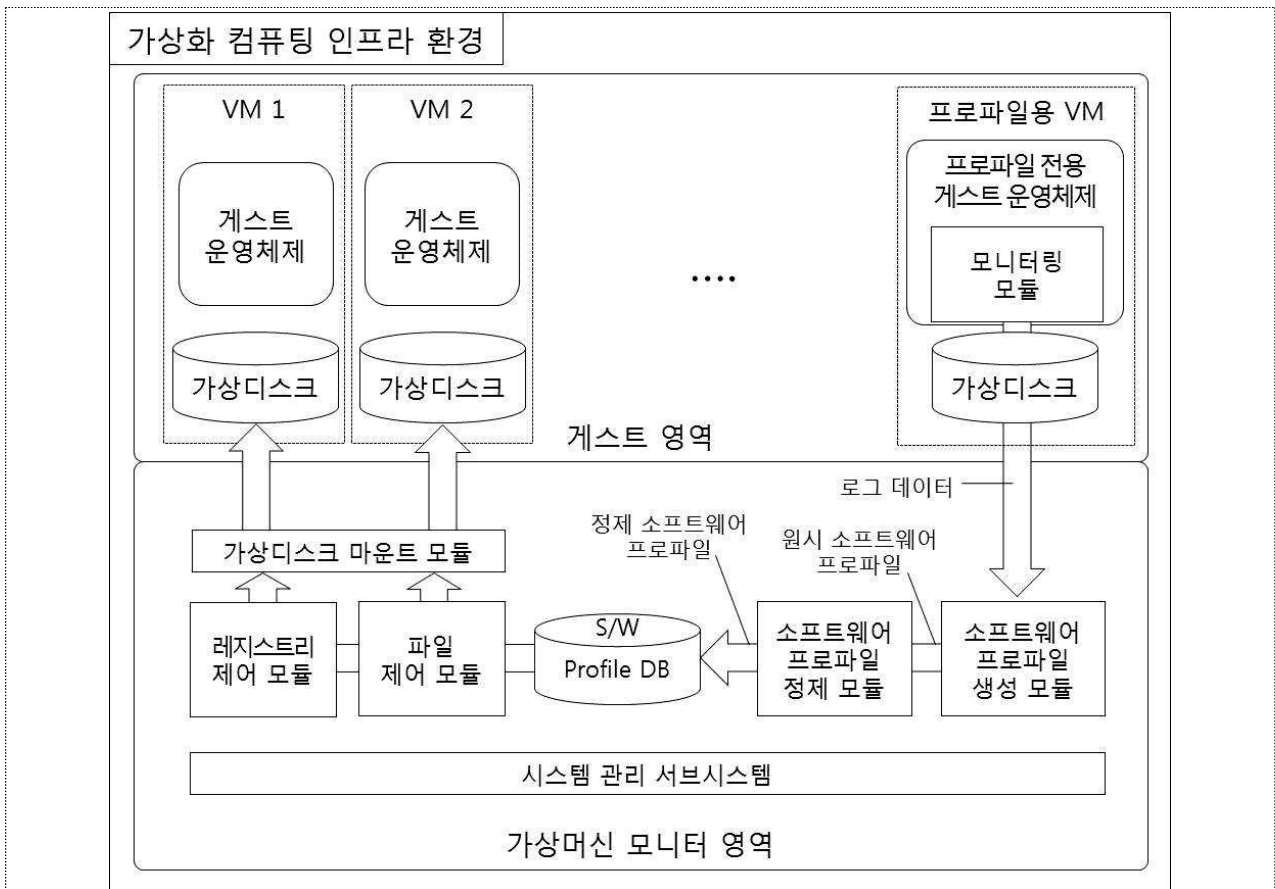 가상화 컴퓨팅 인프라 환경
VM 1
게스트
운영체제
가상디스크
VM 2
게스트
운영체제
가상디스크
....
프로파일용 VM
프로파일 전용
게스트 운영체제
모니터링
모듈
가상디스크
게스트 영역
로그 데이터
정제 소프트웨어
프로파일
원시 소프트웨어
프로파일
가상디스크 마운트 모듈
레지스트리
제어 모듈
파일
제어 모듈
S/W
Profile DB
소프트웨어
프로파일
정제 모듈
소프트웨어
프로파일
생성 모듈
시스템 관리 서브시스템
가상머신 모니터 영역